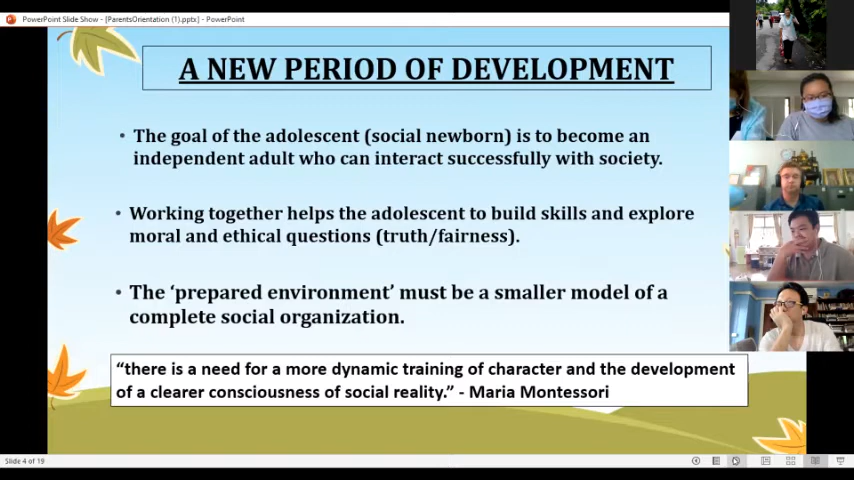 PowerPoint Slide Show - [ParentsOrientation (1).pptx] - PowerPoint
A NEW PERIOD OF DEVELOPMENT
• The goal of the adolescent (social newborn) is to become an
independent adult who can interact successfully with society.
• Working together helps the adolescent to build skills and explore
moral and ethical questions (truth/fairness).
• The ‘prepared environment’ must be a smaller model of a
complete social organization.
“there is a need for a more dynamic training of character and the development
of a clearer consciousness of social reality.” - Maria Montessori
Slide 4 of 19